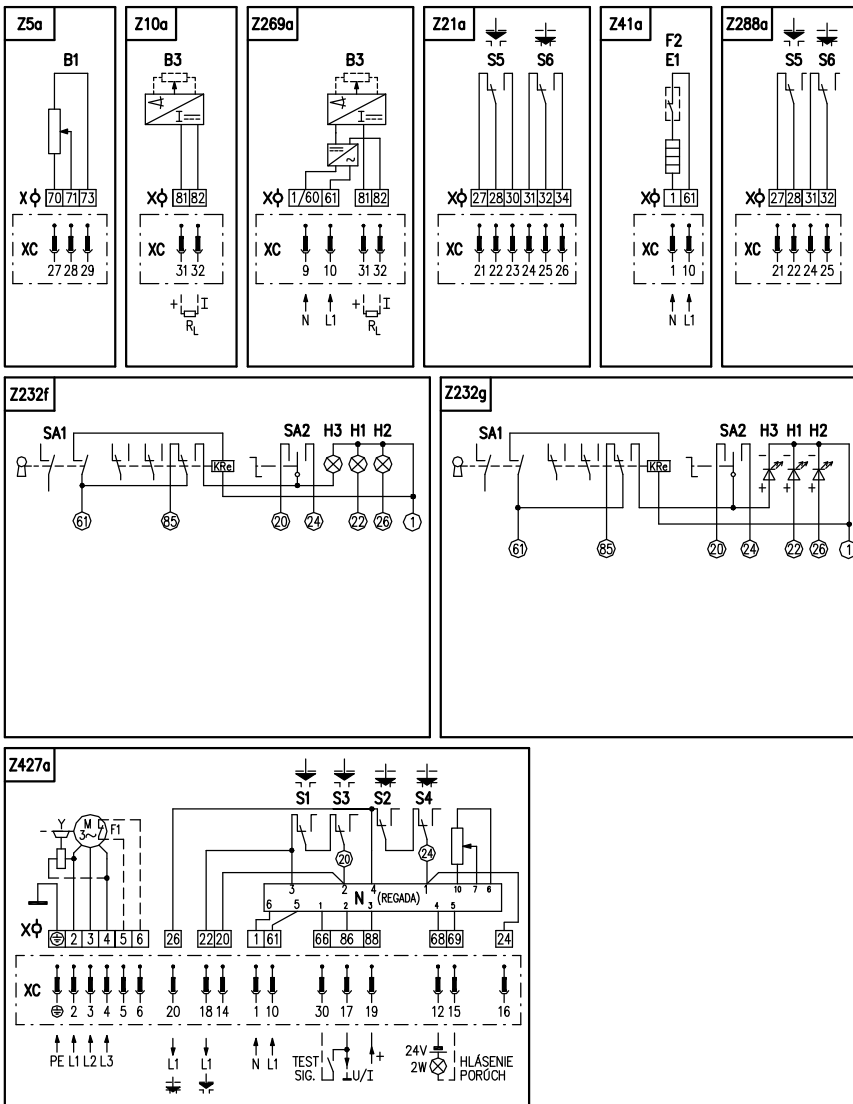 Z5a
B1
X 70 71 73
XC
27 28 29
Z10a
B3
I
X 81 82
XC
31 32
+ I
RL
Z269a
B3
I
X 1/60 61 81 82
XC
9 10 31 32
N L1
+ I
RL
Z21a
S5 S6
X 27 28 30 31 32 34
XC
21 22 23 24 25 26
Z41a
F2
E1
X 1 61
XC
1 10
N L1
Z288a
S5 S6
X 27 28 31 32
XC
21 22 24 25
Z232f
SA1 SA2 H3 H1 H2
KRe
61 85 20 24 22 26 1
Z232g
SA1 SA2 H3 H1 H2
KRe
- - -
+ + +
61 85 20 24 22 26 1
Z427a
S1 S3 S2 S4
Y M 3~ F1
20 24
3 2 4 1 10 7 6
N (REGADA)
6 5 1 2 3 4 5
X 2 3 4 5 6 26 22 20 1 61 66 86 88 68 69 24
XC
2 3 4 5 6 20 18 14 1 10 30 17 19 12 15 16
PE L1 L2 L3 L1 L1 N L1
TEST SIG. U/I +
24V 2W
HLÁSENIE PORÚCH